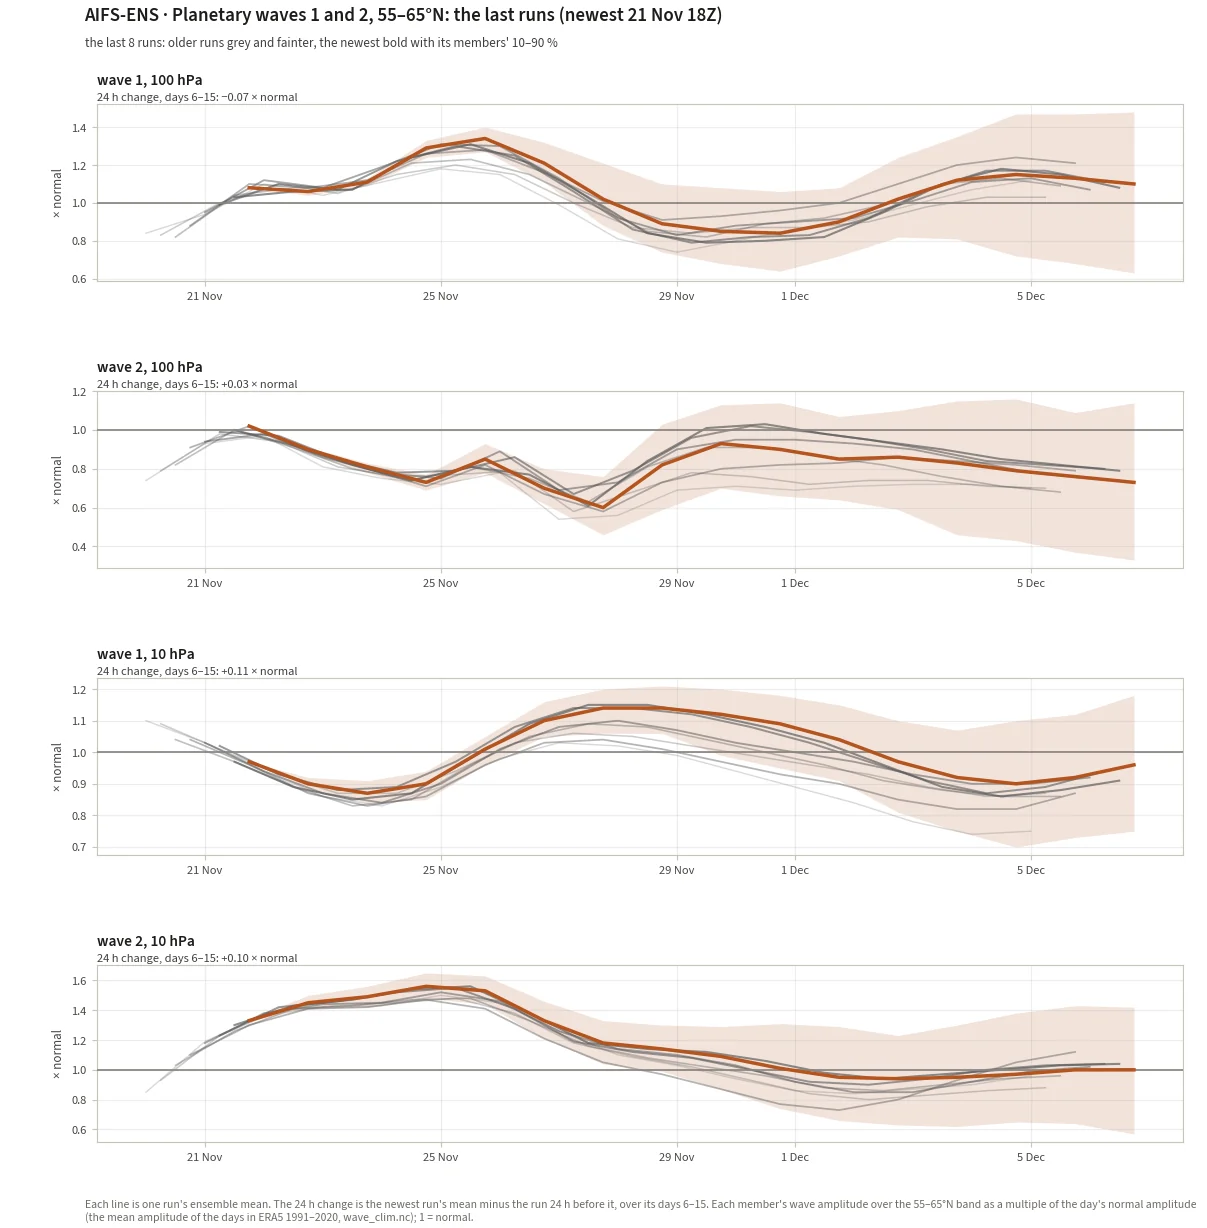 AIFS-ENS · Planetary waves 1 and 2, 55–65°N: the last runs (newest 21 Nov 18Z)
the last 8 runs: older runs grey and fainter, the newest bold with its members' 10–90 %
wave 1, 100 hPa
24 h change, days 6–15: −0.07 × normal
1.4
1.2
1.0
0.8
0.6
× normal
21 Nov
25 Nov
29 Nov
1 Dec
5 Dec
wave 2, 100 hPa
24 h change, days 6–15: +0.03 × normal
1.2
1.0
0.8
0.6
0.4
× normal
21 Nov
25 Nov
29 Nov
1 Dec
5 Dec
wave 1, 10 hPa
24 h change, days 6–15: +0.11 × normal
1.2
1.1
1.0
0.9
0.8
0.7
× normal
21 Nov
25 Nov
29 Nov
1 Dec
5 Dec
wave 2, 10 hPa
24 h change, days 6–15: +0.10 × normal
1.6
1.4
1.2
1.0
0.8
0.6
× normal
21 Nov
25 Nov
29 Nov
1 Dec
5 Dec
Each line is one run's ensemble mean. The 24 h change is the newest run's mean minus the run 24 h before it, over its days 6–15. Each member's wave amplitude over the 55–65°N band as a multiple of the day's normal amplitude
(the mean amplitude of the days in ERA5 1991–2020, wave_clim.nc); 1 = normal.